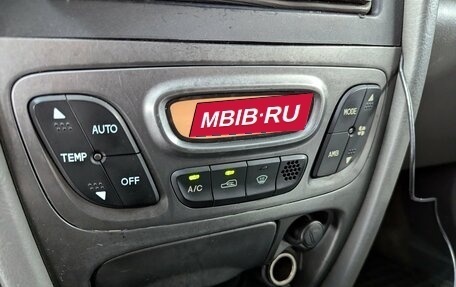 MBIB·RU
MODE
AUTO
TEMP
AMB
OFF
A/C